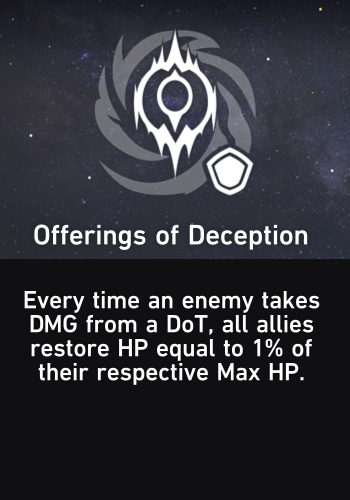 Offerings of Deception
Every time an enemy takes
DMG from a DoT, all allies
restore HP equal to 1% of
their respective Max HP.